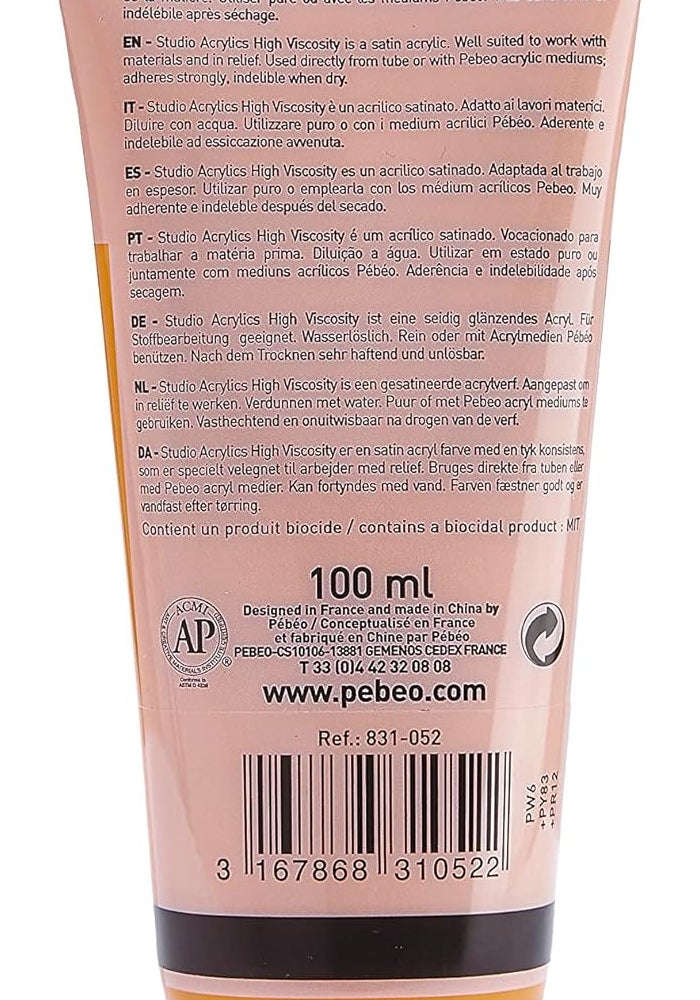 indélébile après séchage.
EN - Studio Acrylics High Viscosity is a satin acrylic. Well suited to work with
materials and in relief. Used directly from tube or with Pebeo acrylic mediums;
adheres strongly, indelible when dry.
IT - Studio Acrylics High Viscosity è un acrilico satinato. Adatto ai lavori materici.
Diluire con acqua. Utilizzare puro o con i medium acrilici Pébéo. Aderente e
indelebile ad essiccazione avvenuta.
ES - Studio Acrylics High Viscosity es un acrílico satinado. Adaptada al trabajo
en espesor. Utilizar puro o emplearla con los médium acrílicos Pebeo. Muy
adherente e indeleble después del secado.
PT - Studio Acrylics High Viscosity é um acrílico satinado. Vocacionado para
trabalhar a matéria prima. Diluição a água. Utilizar em estado puro ou
juntamente com mediuns acrílicos Pébéo. Aderência e indelebilidade após
secagem.
DE - Studio Acrylics High Viscosity ist eine seidig glänzendes Acryl. Für
Stoffbearbeitung geeignet. Wasserlöslich. Rein oder mit Acrylmedien Pébéo
benützen. Nach dem Trocknen sehr haftend und unlösbar.
NL - Studio Acrylics High Viscosity is een gesatineerde acrylverf. Aangepast om
in reliëf te werken. Verdunnen met water. Puur of met Pebeo acryl mediums te
gebruiken. Vasthechtend en onuitwisbaar na drogen van de verf.
DA - Studio Acrylics High Viscosity er en satin acryl farve med en tyk konsistens,
som er specielt velegnet til arbejder med relief. Bruges direkte fra tuben eller
med Pebeo acryl medier. Kan fortyndes med vand. Farven fæstner godt og er
vandfast efter tørring.
Contient un produit biocide / contains a biocidal product : MIT
100 ml
Designed in France and made in China by
Pébéo / Conceptualisé en France
et fabriqué en Chine par Pébéo
PEBEO-CS10106-13881 GEMENOS CEDEX FRANCE
T 33 (0)4 42 32 08 08
www.pebeo.com
ACMI
AP
ART & CREATIVE MATERIALS INSTITUTE CERTIFIED
Conforms to
ASTM D 4236
Ref.: 831-052
PW6
+PY83
+PR12
3 167868 310522